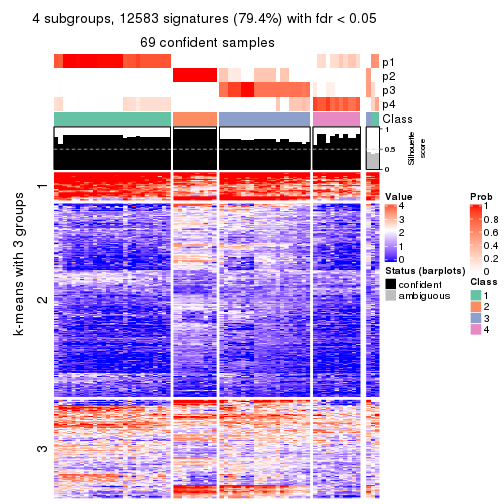 4 subgroups, 12583 signatures (79.4%) with fdr < 0.05
69 confident samples
p1
p2
p3
p4
Class
1
0.5
0
Silhouette
score
k-means with 3 groups
1
2
3
Value
4
3
2
1
0
Status (barplots)
confident
ambiguous
Prob
1
0.8
0.6
0.4
0.2
0
Class
1
2
3
4